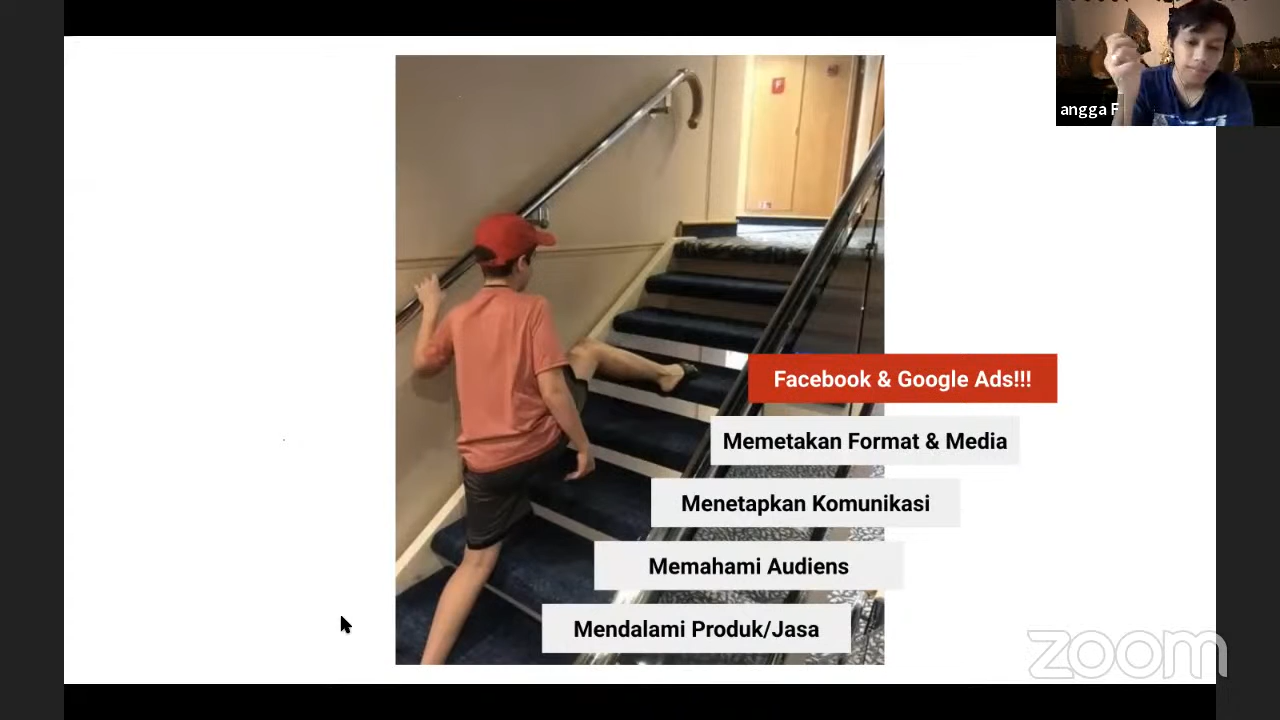 angga F
Facebook & Google Ads!!!
Memetakan Format & Media
Menetapkan Komunikasi
Memahami Audiens
Mendalami Produk/Jasa
zoom